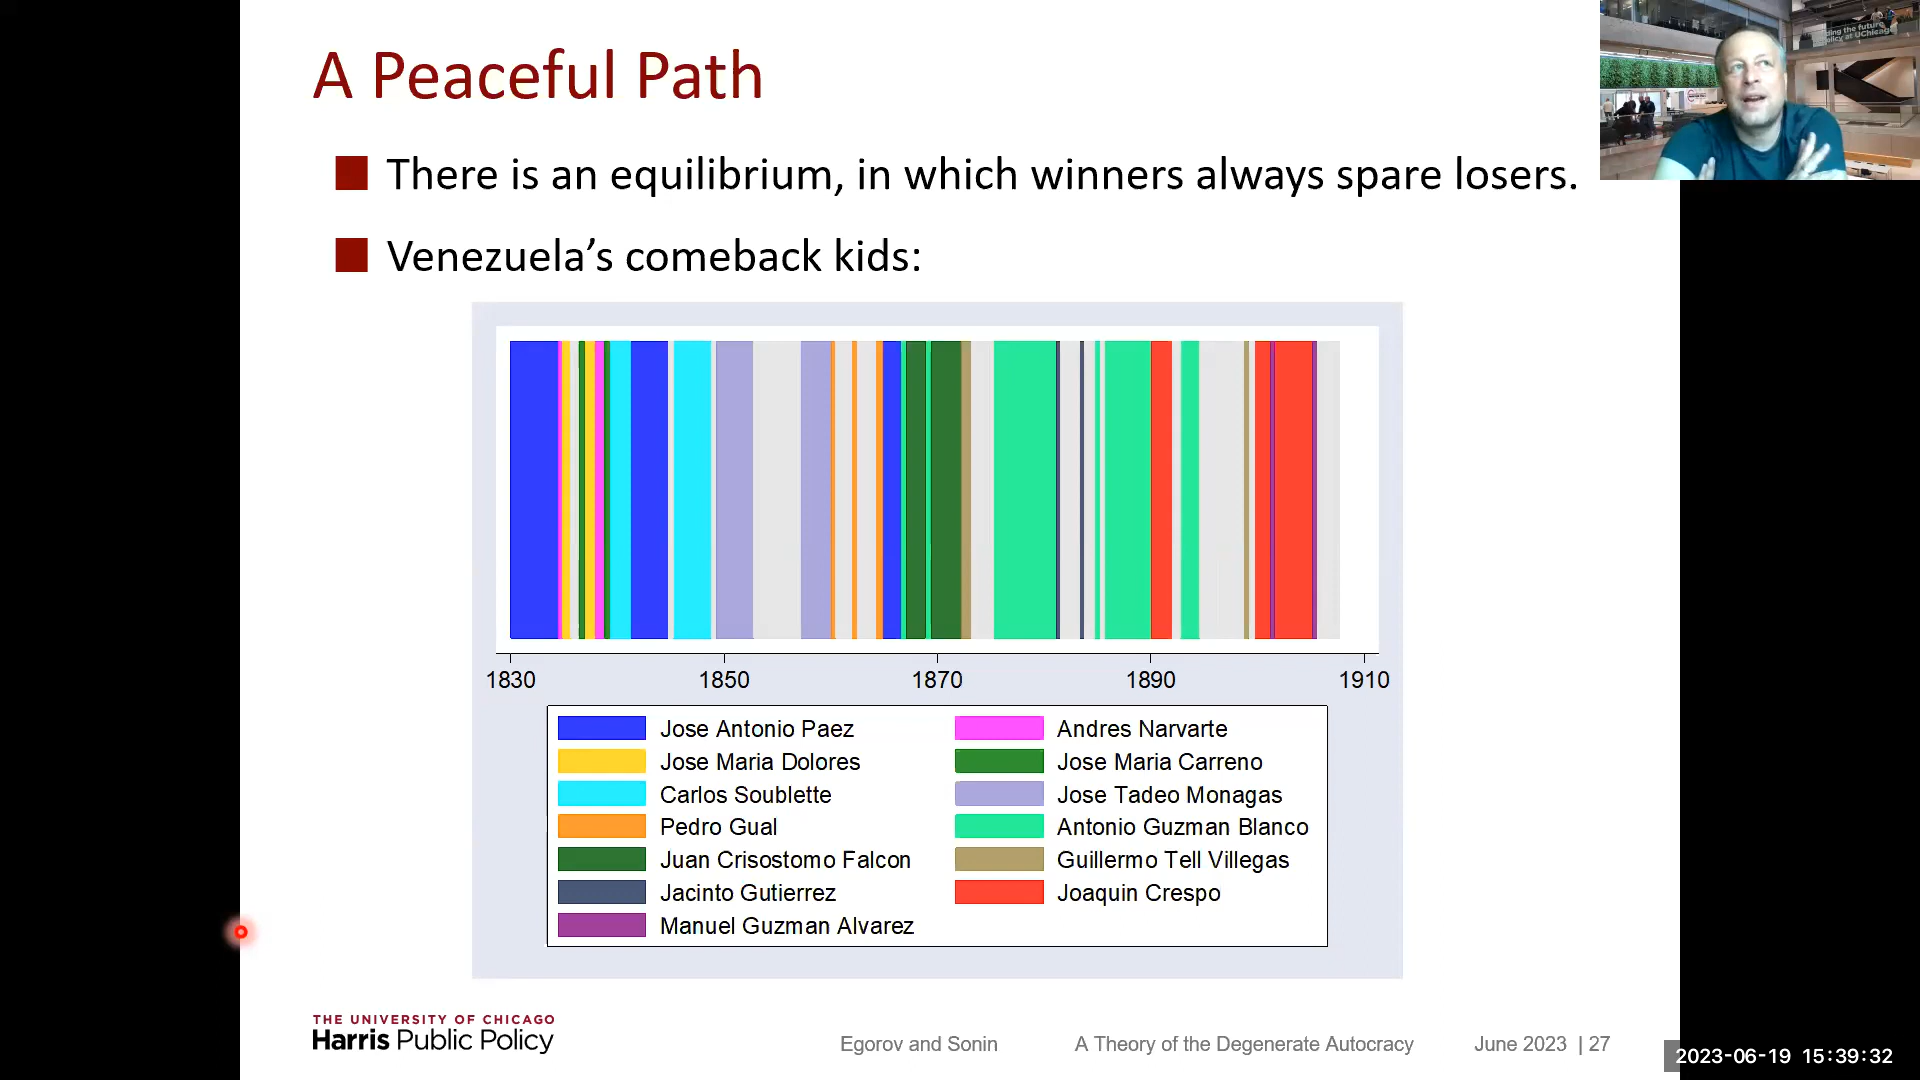 A Peaceful Path
There is an equilibrium, in which winners always spare losers.
Venezuela's comeback kids:
1830 1850 1870 1890 1910
Jose Antonio Paez
Andres Narvarte
Jose Maria Dolores
Jose Maria Carreno
Carlos Soublette
Jose Tadeo Monagas
Pedro Gual
Antonio Guzman Blanco
Juan Crisostomo Falcon
Guillermo Tell Villegas
Jacinto Gutierrez
Joaquin Crespo
Manuel Guzman Alvarez
THE UNIVERSITY OF CHICAGO
Harris Public Policy
Egorov and Sonin
A Theory of the Degenerate Autocracy
June 2023 | 27
2023-06-19 15:39:32